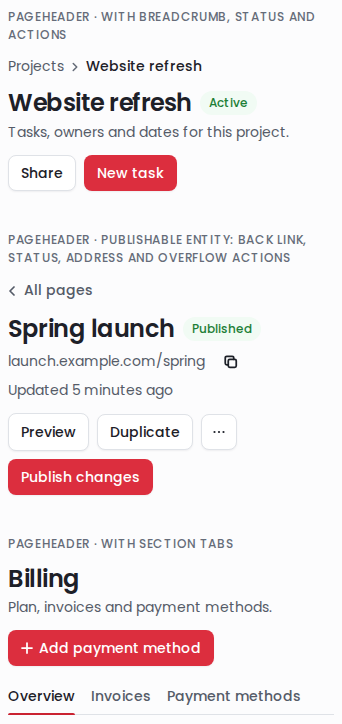 PAGEHEADER · WITH BREADCRUMB, STATUS AND
ACTIONS
Projects > Website refresh
Website refresh Active
Tasks, owners and dates for this project.
Share New task
PAGEHEADER · PUBLISHABLE ENTITY: BACK LINK,
STATUS, ADDRESS AND OVERFLOW ACTIONS
< All pages
Spring launch Published
launch.example.com/spring
Updated 5 minutes ago
Preview Duplicate ···
Publish changes
PAGEHEADER · WITH SECTION TABS
Billing
Plan, invoices and payment methods.
+ Add payment method
Overview Invoices Payment methods